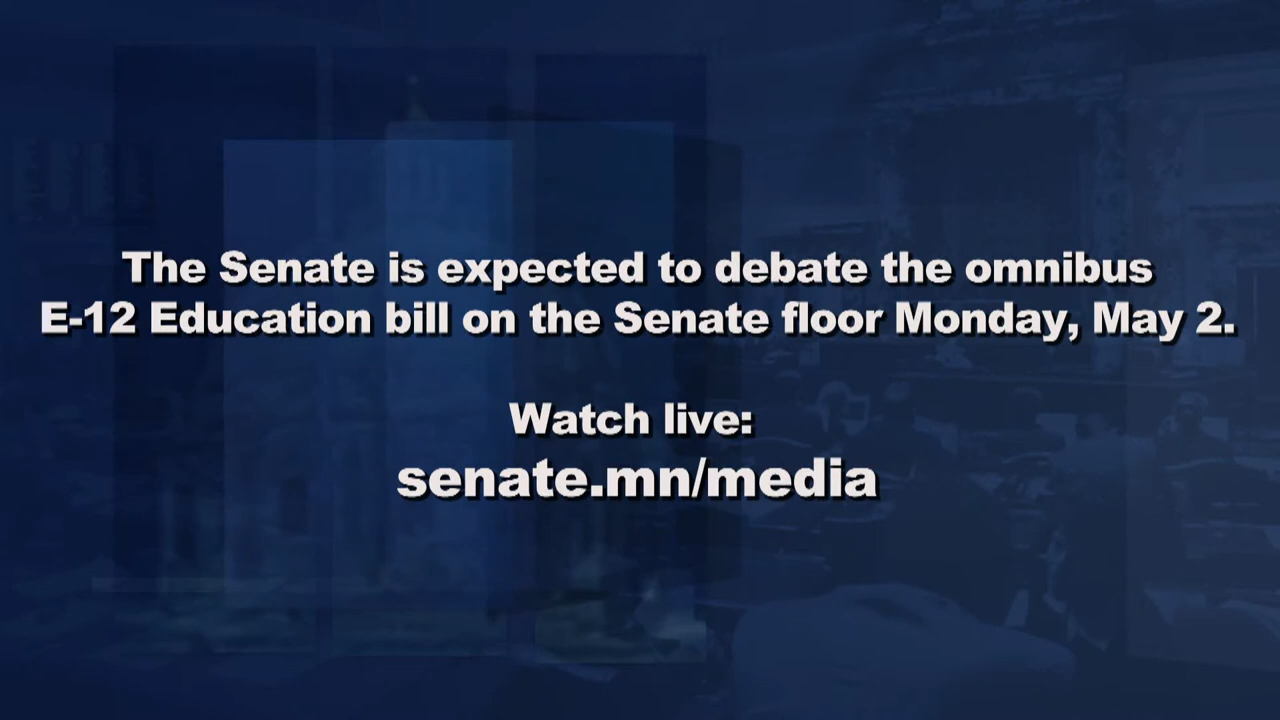 The Senate is expected to debate the omnibus
E-12 Education bill on the Senate floor Monday, May 2.
Watch live:
senate.mn/media